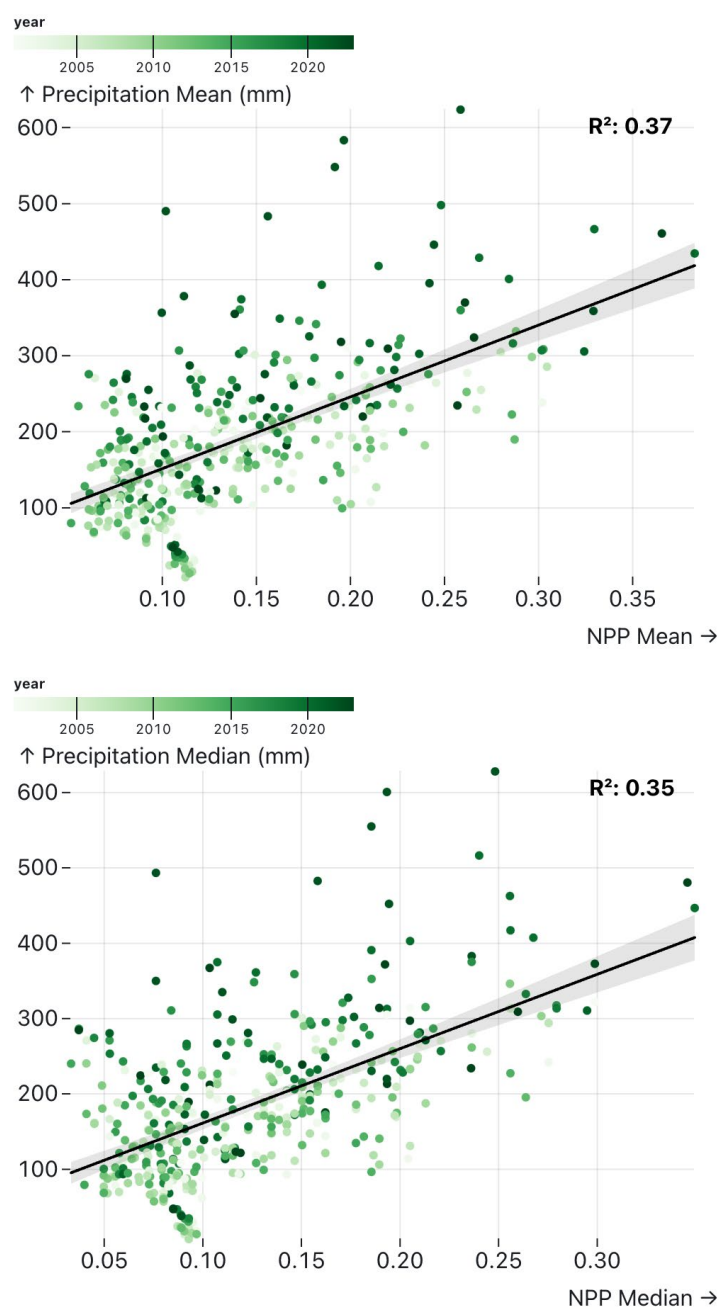 year
2005 2010 2015 2020
↑ Precipitation Mean (mm)
R²: 0.37
600
500
400
300
200
100
0.10 0.15 0.20 0.25 0.30 0.35
NPP Mean →
year
2005 2010 2015 2020
↑ Precipitation Median (mm)
R²: 0.35
600
500
400
300
200
100
0.05 0.10 0.15 0.20 0.25 0.30
NPP Median →